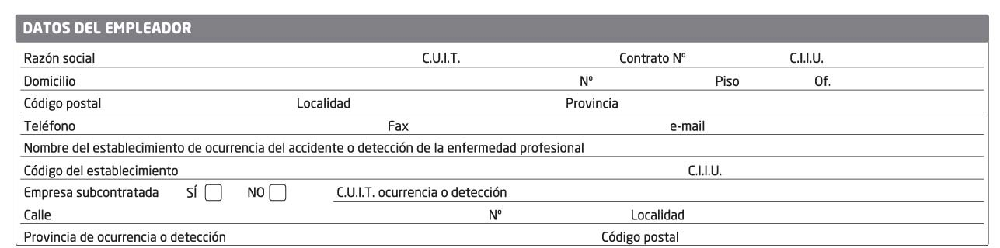 DATOS DEL EMPLEADOR
Razón social C.U.I.T. Contrato Nº C.I.I.U.
Domicilio Nº Piso Of.
Código postal Localidad Provincia
Teléfono Fax e-mail
Nombre del establecimiento de ocurrencia del accidente o detección de la enfermedad profesional
Código del establecimiento C.I.I.U.
Empresa subcontratada SÍ NO C.U.I.T. ocurrencia o detección
Calle Nº Localidad
Provincia de ocurrencia o detección Código postal